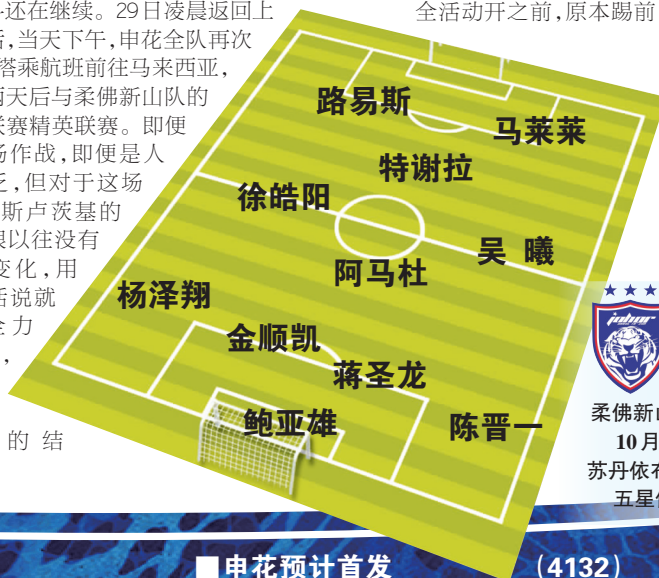 还在继续。29日凌晨返回上
,当天下午,申花全队再次
搭乘航班前往马来西亚,
两天后与柔佛新山队的
联赛精英联赛。即便
场作战,即便是人
乏,但对于这场
斯卢茨基的
以往没有
变化,用
话说就
全力
,
的结
全活动开之前,原本踢前
路易斯
马莱莱
特谢拉
徐皓阳
吴 曦
阿马杜
杨泽翔
金顺凯
蒋圣龙
鲍亚雄
陈晋一
johor
柔佛新山
10月
苏丹依布
五星
■申花预计首发
(4132)